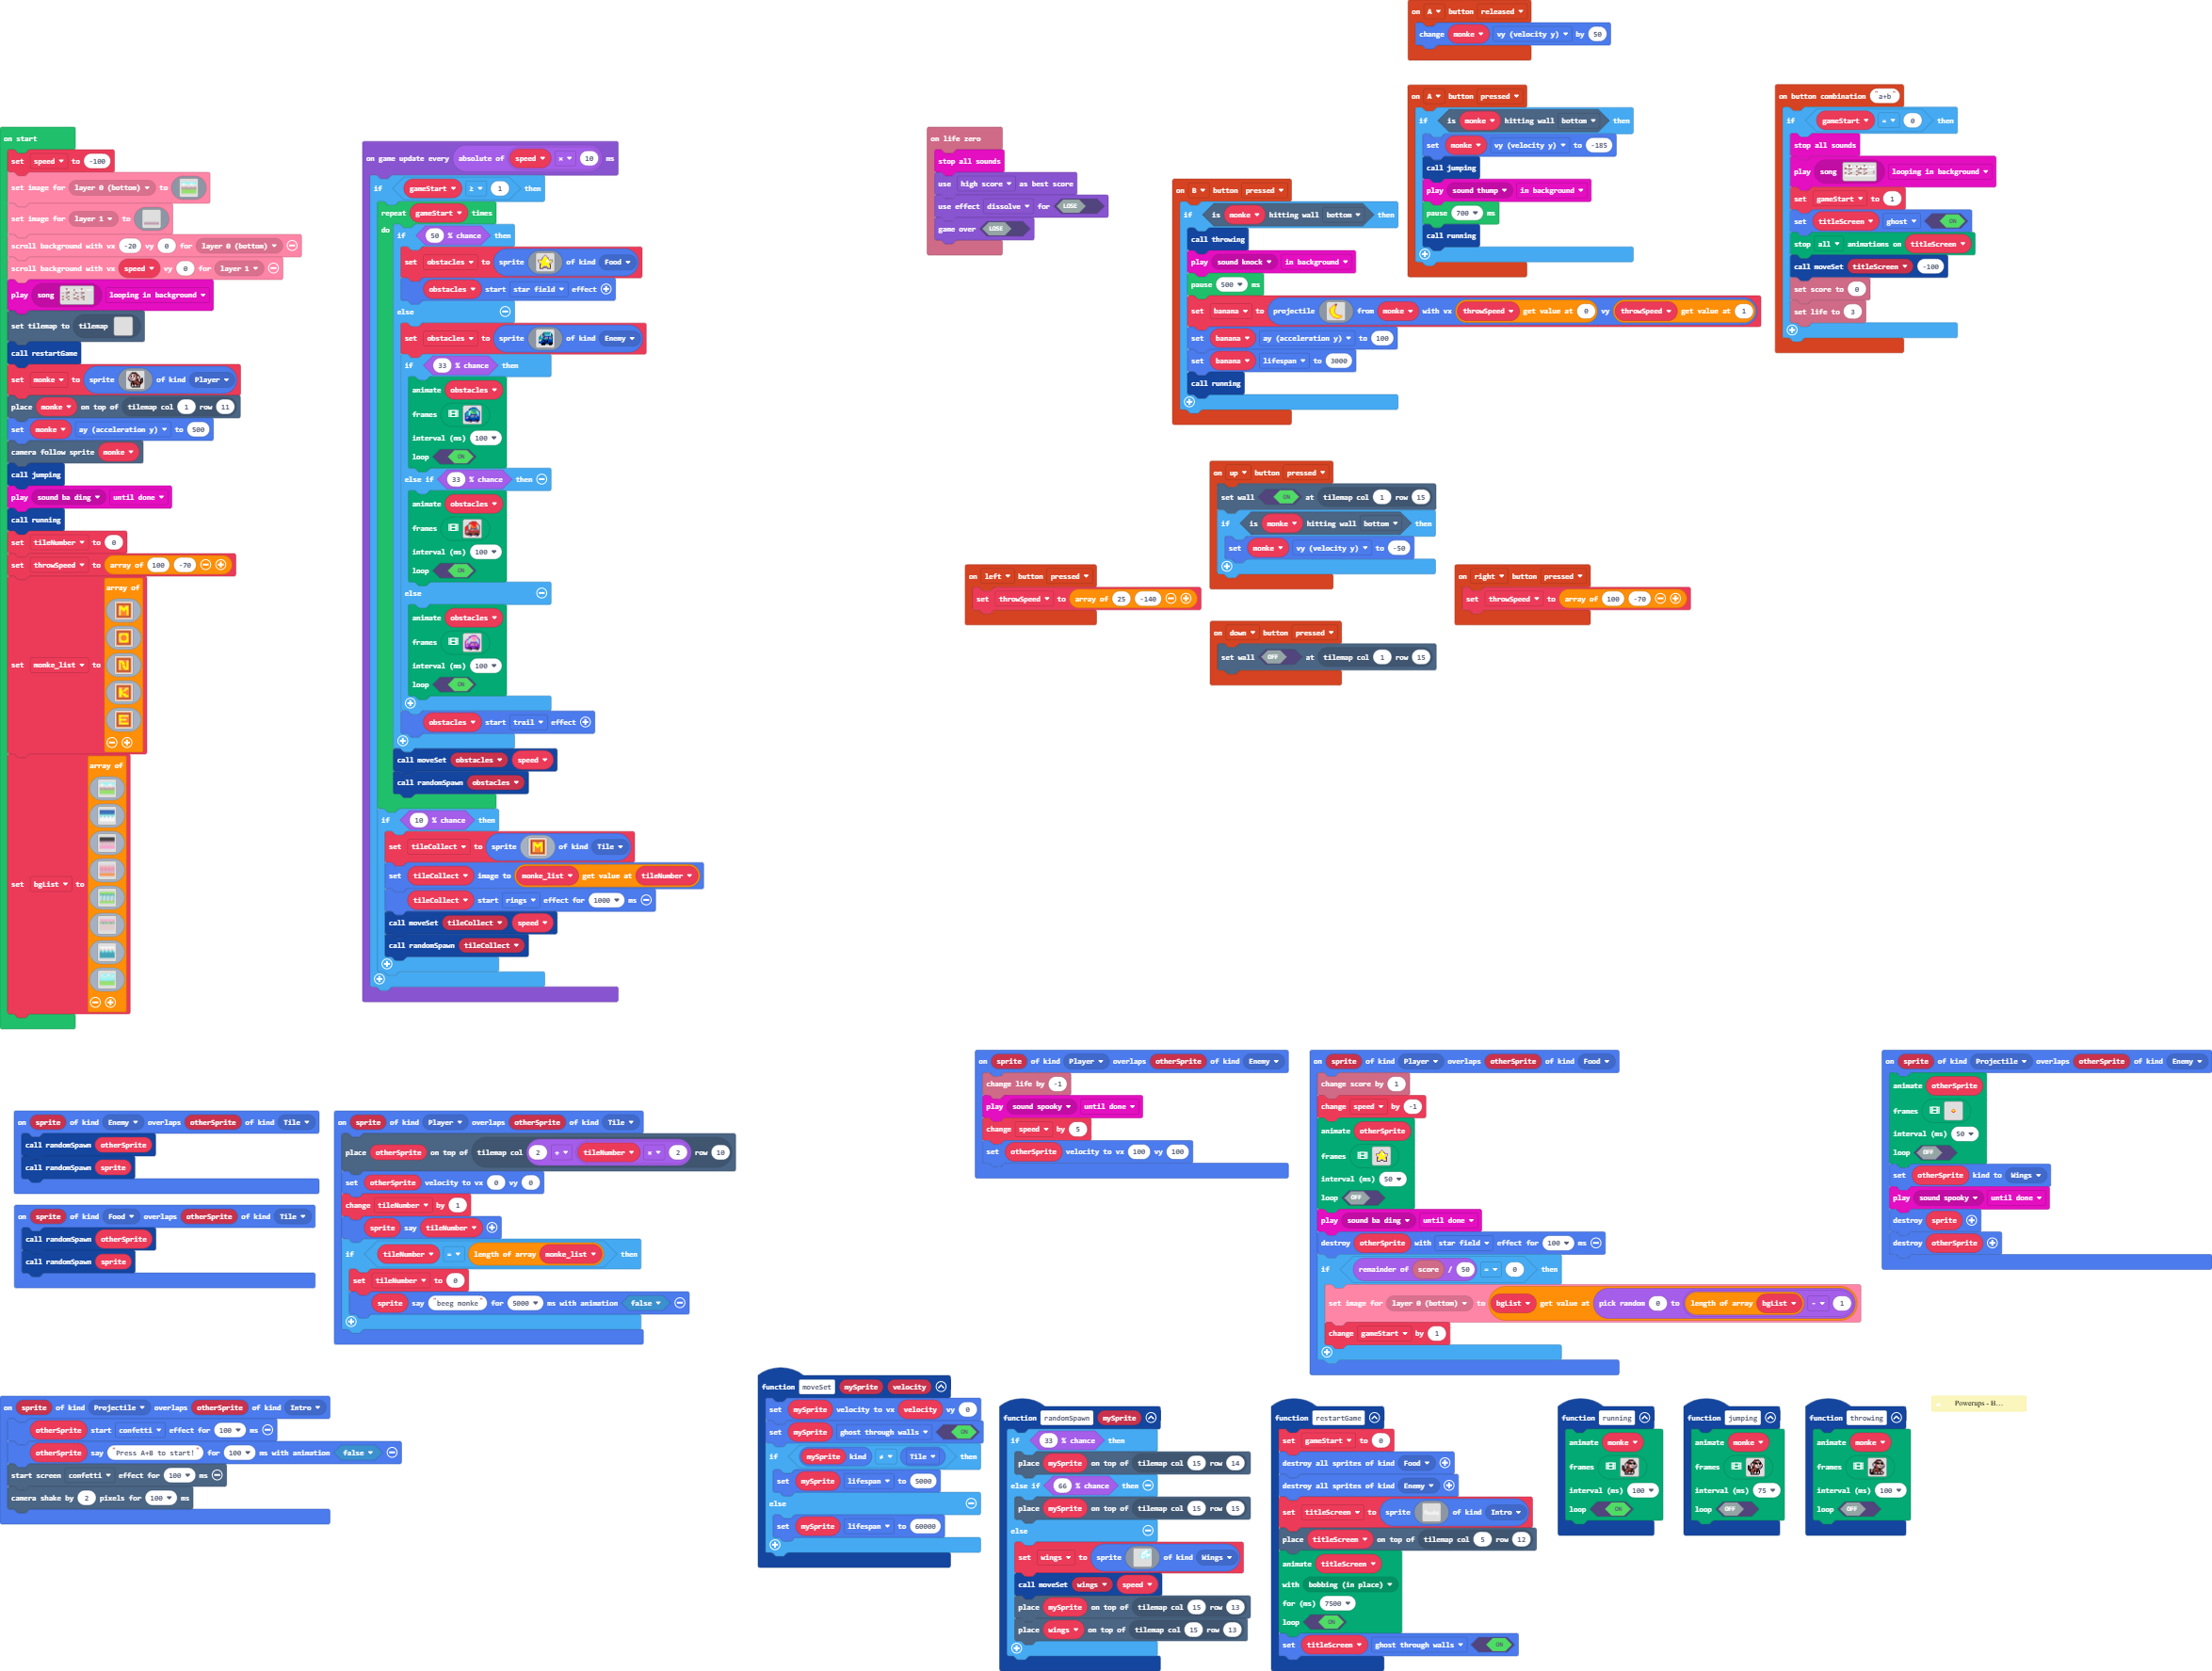 on start
set speed to -100
set image for layer 0 (bottom) to
set image for layer 1 to
scroll background with vx -20 vy 0 for layer 0 (bottom)
scroll background with vx speed vy 0 for layer 1
play song looping in background
set tilemap to tilemap
call restartGame
set monke to sprite of kind Player
place monke on top of tilemap col 1 row 11
set monke ay (acceleration y) to 500
camera follow sprite monke
call jumping
play sound ba ding until done
call running
set tileNumber to 0
set throwSpeed to array of 100 -70
set monke_list to array of
M
O
N
K
E
set bgList to array of
on game update every absolute of speed × 10 ms
if gameStart ≥ 1 then
repeat gameStart times
do if 50 % chance then
set obstacles to sprite of kind Food
obstacles start star field effect
else
set obstacles to sprite of kind Enemy
if 33 % chance then
animate obstacles
frames
interval (ms) 100
loop ON
else if 33 % chance then
animate obstacles
frames
interval (ms) 100
loop ON
else
animate obstacles
frames
interval (ms) 100
loop ON
obstacles start trail effect
call moveSet obstacles speed
call randomSpawn obstacles
if 10 % chance then
set tileCollect to sprite M of kind Tile
set tileCollect image to monke_list get value at tileNumber
tileCollect start rings effect for 1000 ms
call moveSet tileCollect speed
call randomSpawn tileCollect
on life zero
stop all sounds
use high score as best score
use effect dissolve for LOSE
game over LOSE
on A button released
change monke vy (velocity y) by 50
on A button pressed
if is monke hitting wall bottom then
set monke vy (velocity y) to -185
call jumping
play sound thump in background
pause 700 ms
call running
on button combination "a+b"
if gameStart = 0 then
stop all sounds
play song looping in background
set gameStart to 1
set titleScreen ghost ON
stop all animations on titleScreen
call moveSet titleScreen -100
set score to 0
set life to 3
on B button pressed
if is monke hitting wall bottom then
call throwing
play sound knock in background
pause 500 ms
set banana to projectile from monke with vx throwSpeed get value at 0 vy throwSpeed get value at 1
set banana ay (acceleration y) to 100
set banana lifespan to 3000
call running
on up button pressed
set wall ON at tilemap col 1 row 15
if is monke hitting wall bottom then
set monke vy (velocity y) to -50
on left button pressed
set throwSpeed to array of 25 -140
on right button pressed
set throwSpeed to array of 100 -70
on down button pressed
set wall OFF at tilemap col 1 row 15
on sprite of kind Enemy overlaps otherSprite of kind Tile
call randomSpawn otherSprite
call randomSpawn sprite
on sprite of kind Food overlaps otherSprite of kind Tile
call randomSpawn otherSprite
call randomSpawn sprite
on sprite of kind Player overlaps otherSprite of kind Tile
place otherSprite on top of tilemap col 2 + tileNumber × 2 row 10
set otherSprite velocity to vx 0 vy 0
change tileNumber by 1
sprite say tileNumber
if tileNumber = length of array monke_list then
set tileNumber to 0
sprite say "beeg monke" for 5000 ms with animation false
on sprite of kind Player overlaps otherSprite of kind Enemy
change life by -1
play sound spooky until done
change speed by 5
set otherSprite velocity to vx 100 vy 100
on sprite of kind Player overlaps otherSprite of kind Food
change score by 1
change speed by -1
animate otherSprite
frames
interval (ms) 50
loop OFF
play sound ba ding until done
destroy otherSprite with star field effect for 100 ms
if remainder of score / 50 = 0 then
set image for layer 0 (bottom) to bgList get value at pick random 0 to length of array bgList - 1
change gameStart by 1
on sprite of kind Projectile overlaps otherSprite of kind Enemy
animate otherSprite
frames
interval (ms) 50
loop OFF
set otherSprite kind to Wings
play sound spooky until done
destroy sprite
destroy otherSprite
on sprite of kind Projectile overlaps otherSprite of kind Intro
otherSprite start confetti effect for 100 ms
otherSprite say "Press A+B to start!" for 100 ms with animation false
start screen confetti effect for 100 ms
camera shake by 2 pixels for 100 ms
function moveSet mySprite velocity
set mySprite velocity to vx velocity vy 0
set mySprite ghost through walls ON
if mySprite kind ≠ Tile then
set mySprite lifespan to 5000
else
set mySprite lifespan to 60000
function randomSpawn mySprite
if 33 % chance then
place mySprite on top of tilemap col 15 row 14
else if 66 % chance then
place mySprite on top of tilemap col 15 row 15
else
set wings to sprite of kind Wings
call moveSet wings speed
place mySprite on top of tilemap col 15 row 13
place wings on top of tilemap col 15 row 13
function restartGame
set gameStart to 0
destroy all sprites of kind Food
destroy all sprites of kind Enemy
set titleScreen to sprite of kind Intro
place titleScreen on top of tilemap col 5 row 12
animate titleScreen
with bobbing (in place)
for (ms) 7500
loop ON
set titleScreen ghost through walls ON
function running
animate monke
frames
interval (ms) 100
loop ON
function jumping
animate monke
frames
interval (ms) 75
loop OFF
function throwing
animate monke
frames
interval (ms) 100
loop OFF
Powerups - B...